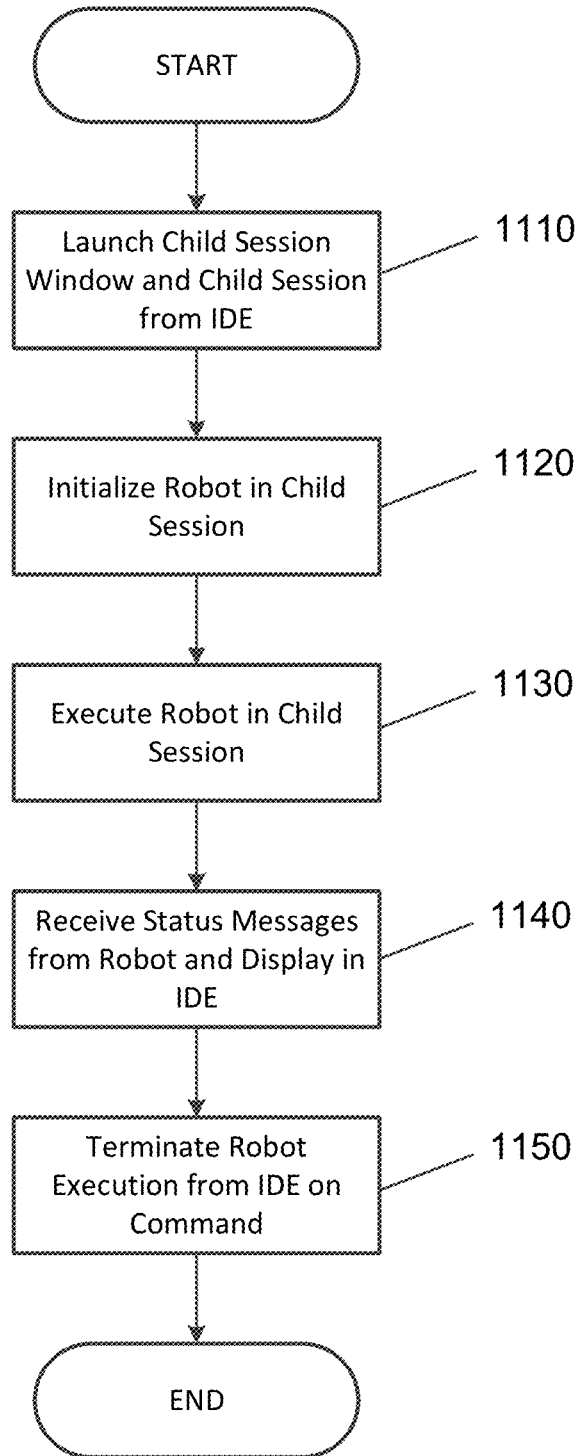 START
1110
Launch Child Session
Window and Child Session
from IDE
1120
Initialize Robot in Child
Session
1130
Execute Robot in Child
Session
1140
Receive Status Messages
from Robot and Display in
IDE
1150
Terminate Robot
Execution from IDE on
Command
END